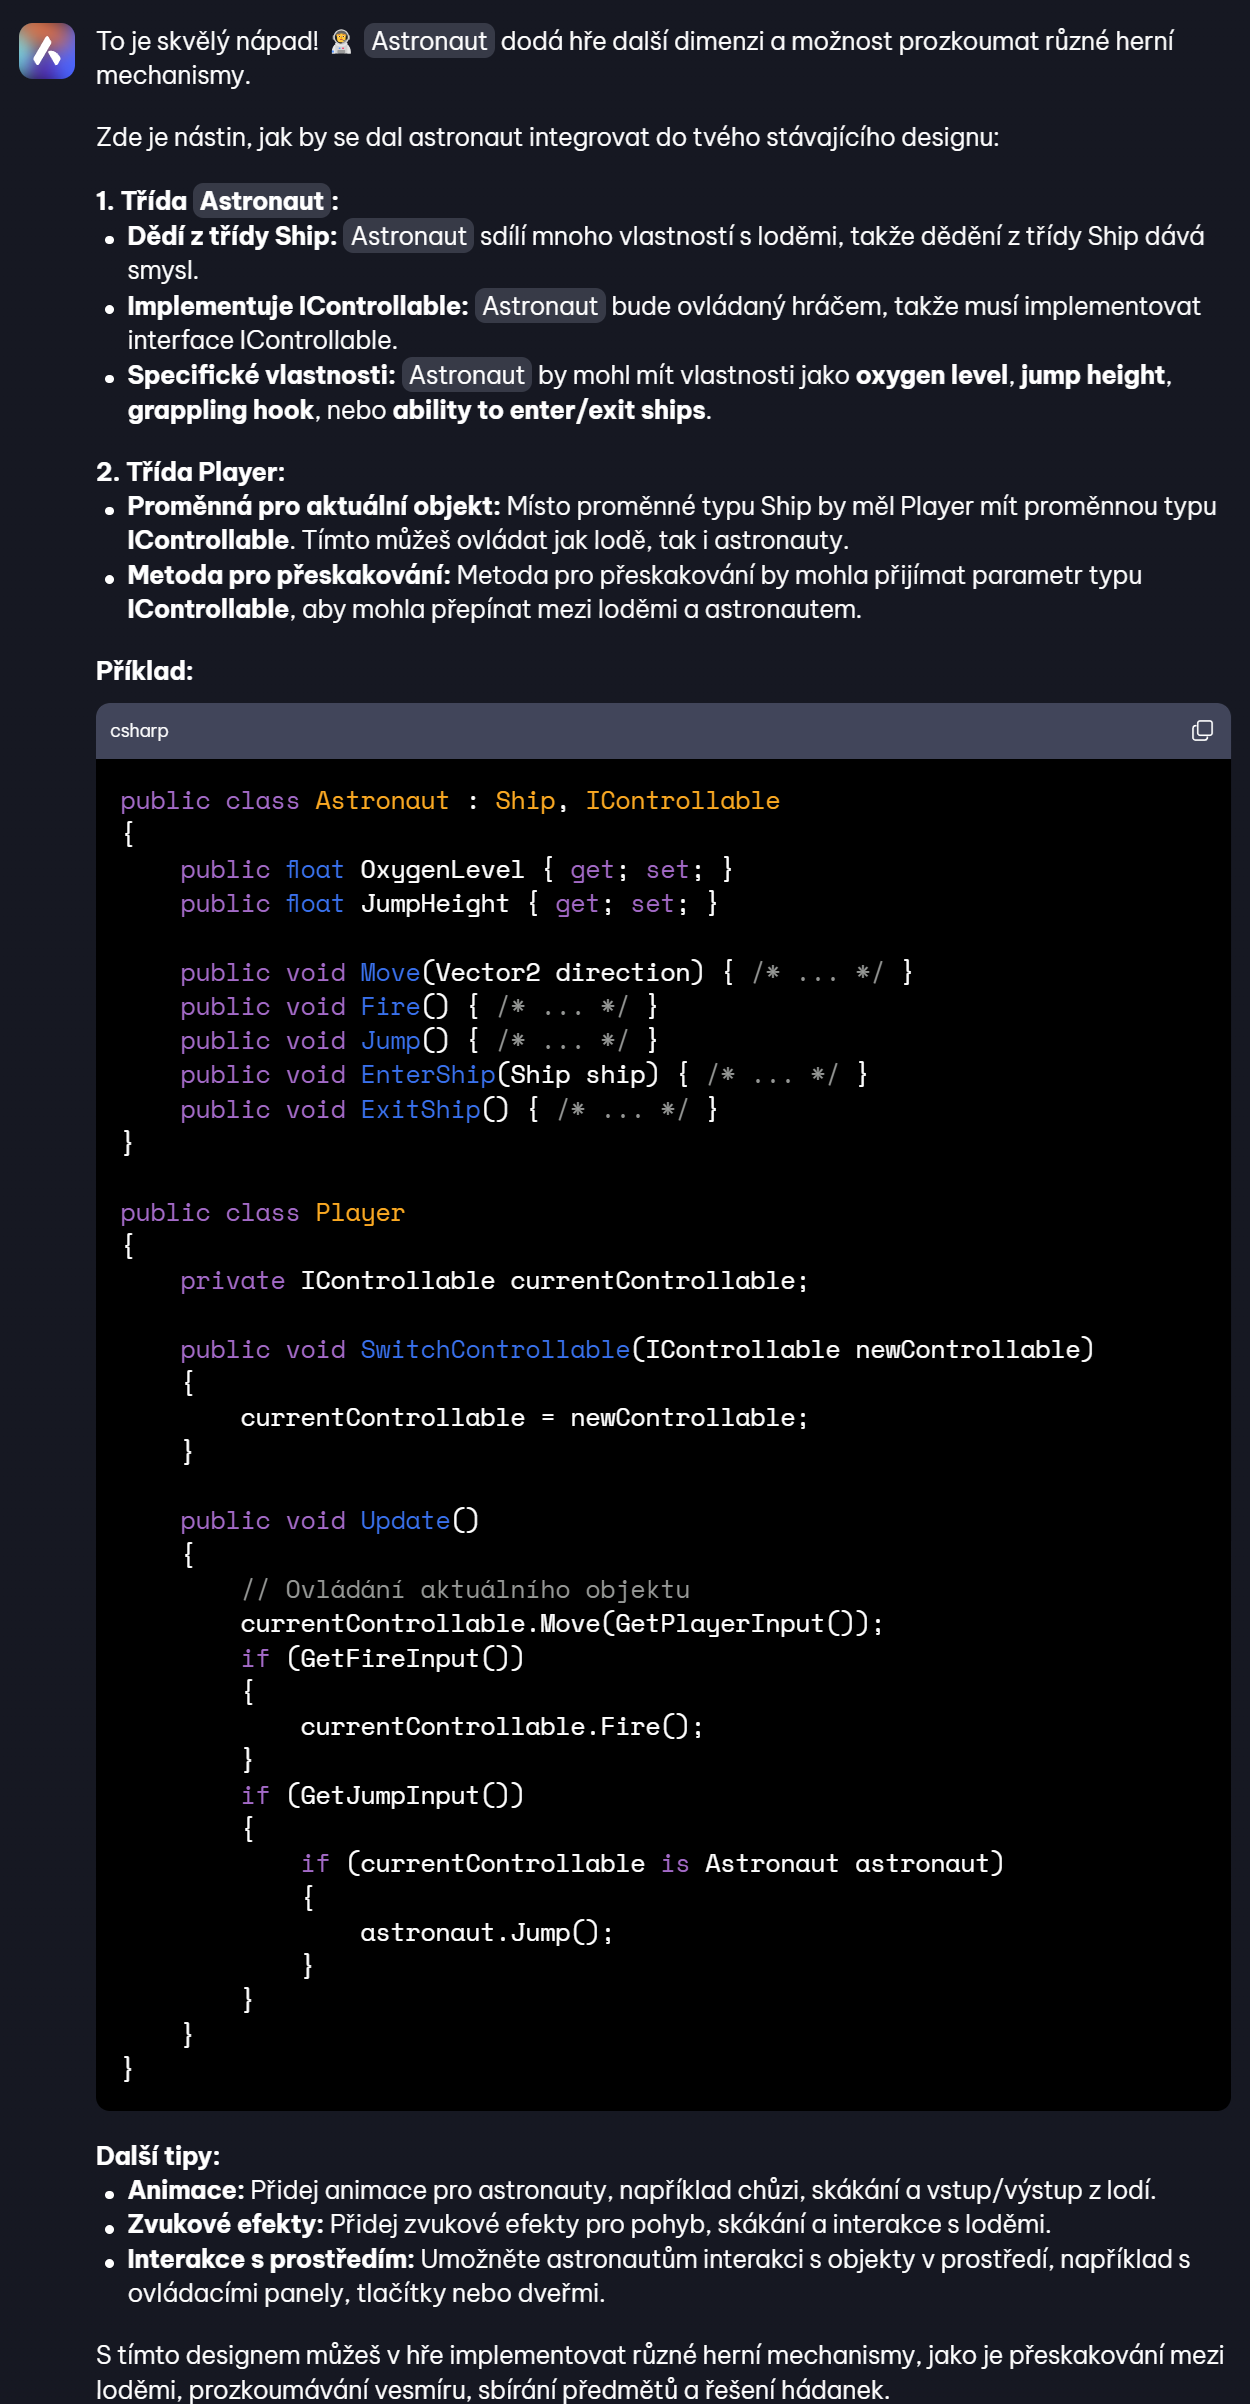 To je skvělý nápad! 👩‍🚀 Astronaut dodá hře další dimenzi a možnost prozkoumat různé herní
mechanismy.
Zde je nástin, jak by se dal astronaut integrovat do tvého stávajícího designu:
1. Třída Astronaut:
• Dědí z třídy Ship: Astronaut sdílí mnoho vlastností s loděmi, takže dědění z třídy Ship dává
smysl.
• Implementuje IControllable: Astronaut bude ovládaný hráčem, takže musí implementovat
interface IControllable.
• Specifické vlastnosti: Astronaut by mohl mít vlastnosti jako oxygen level, jump height,
grappling hook, nebo ability to enter/exit ships.
2. Třída Player:
• Proměnná pro aktuální objekt: Místo proměnné typu Ship by měl Player mít proměnnou typu
IControllable. Tímto můžeš ovládat jak lodě, tak i astronauty.
• Metoda pro přeskakování: Metoda pro přeskakování by mohla přijímat parametr typu
IControllable, aby mohla přepínat mezi loděmi a astronautem.
Příklad:
csharp
public class Astronaut : Ship, IControllable
{
    public float OxygenLevel { get; set; }
    public float JumpHeight { get; set; }

    public void Move(Vector2 direction) { /* ... */ }
    public void Fire() { /* ... */ }
    public void Jump() { /* ... */ }
    public void EnterShip(Ship ship) { /* ... */ }
    public void ExitShip() { /* ... */ }
}

public class Player
{
    private IControllable currentControllable;

    public void SwitchControllable(IControllable newControllable)
    {
        currentControllable = newControllable;
    }

    public void Update()
    {
        // Ovládání aktuálního objektu
        currentControllable.Move(GetPlayerInput());
        if (GetFireInput())
        {
            currentControllable.Fire();
        }
        if (GetJumpInput())
        {
            if (currentControllable is Astronaut astronaut)
            {
                astronaut.Jump();
            }
        }
    }
}
Další tipy:
• Animace: Přidej animace pro astronauty, například chůzi, skákání a vstup/výstup z lodí.
• Zvukové efekty: Přidej zvukové efekty pro pohyb, skákání a interakce s loděmi.
• Interakce s prostředím: Umožněte astronautům interakci s objekty v prostředí, například s
ovládacími panely, tlačítky nebo dveřmi.
S tímto designem můžeš v hře implementovat různé herní mechanismy, jako je přeskakování mezi
loděmi, prozkoumávání vesmíru, sbírání předmětů a řešení hádanek.